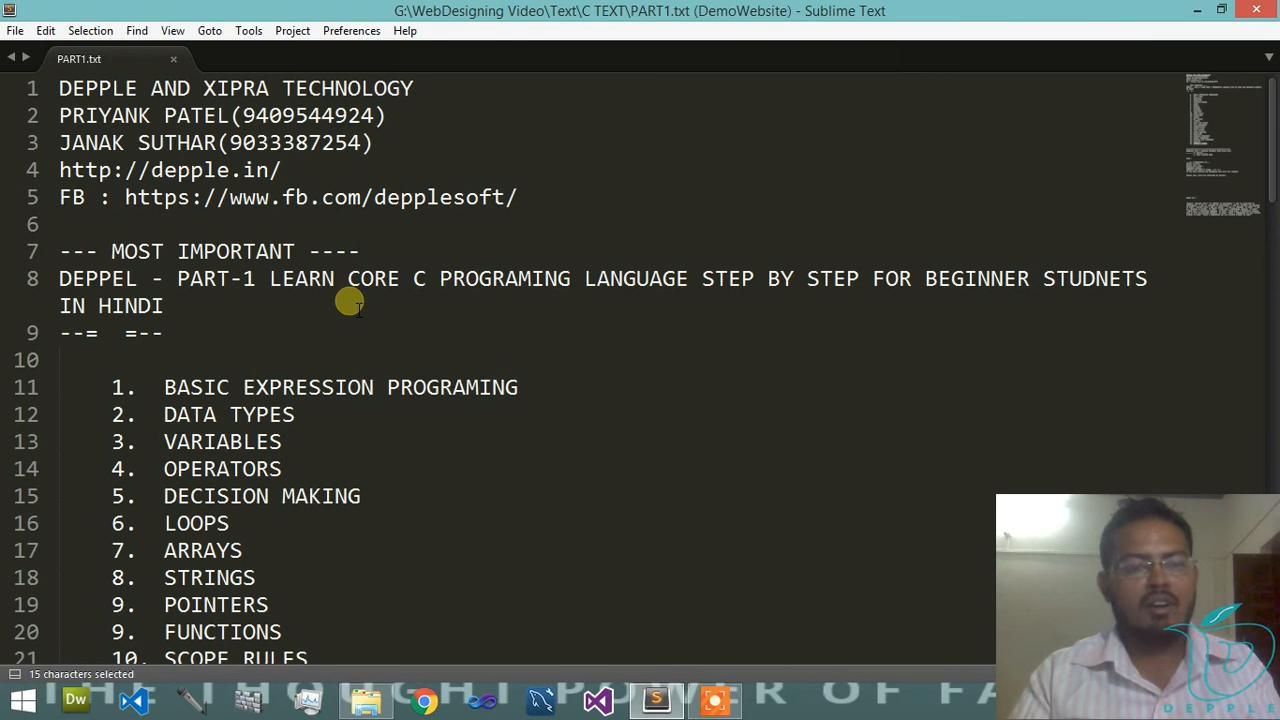 G:\WebDesigning Video\Text\C TEXT\PART1.txt (DemoWebsite) - Sublime Text
File Edit Selection Find View Goto Tools Project Preferences Help
PART1.txt
1 DEPPLE AND XIPRA TECHNOLOGY
2 PRIYANK PATEL(9409544924)
3 JANAK SUTHAR(9033387254)
4 http://depple.in/
5 FB : https://www.fb.com/depplesoft/
6
7 --- MOST IMPORTANT ----
8 DEPPEL - PART-1 LEARN CORE C PROGRAMING LANGUAGE STEP BY STEP FOR BEGINNER STUDNETS
IN HINDI
9 --= =--
10
11 1. BASIC EXPRESSION PROGRAMING
12 2. DATA TYPES
13 3. VARIABLES
14 4. OPERATORS
15 5. DECISION MAKING
16 6. LOOPS
17 7. ARRAYS
18 8. STRINGS
19 9. POINTERS
20 9. FUNCTIONS
21 10. SCOPE RULES
15 characters selected
THE THOUGHT POWER OF
Dw
S
DEPPLE